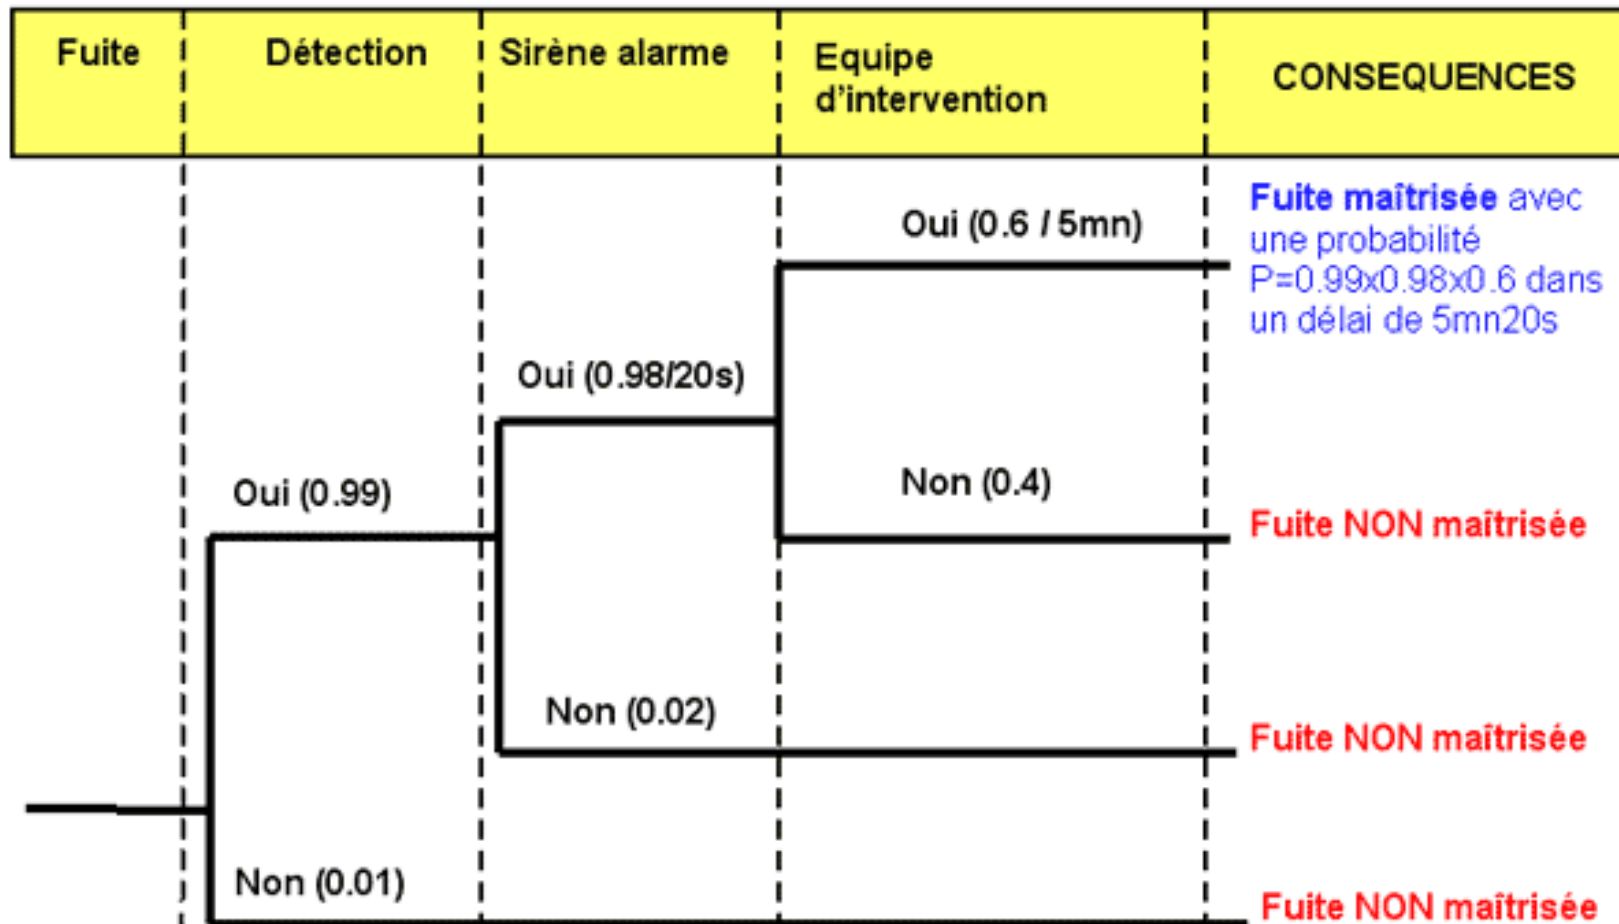 Fuite
Détection
Sirène alarme
Equipe
d'intervention
CONSEQUENCES
Oui (0.6 / 5mn)
Fuite maîtrisée avec
une probabilité
P=0.99x0.98x0.6 dans
un délai de 5mn20s
Oui (0.98/20s)
Non (0.4)
Oui (0.99)
Fuite NON maîtrisée
Non (0.02)
Fuite NON maîtrisée
Non (0.01)
Fuite NON maîtrisée